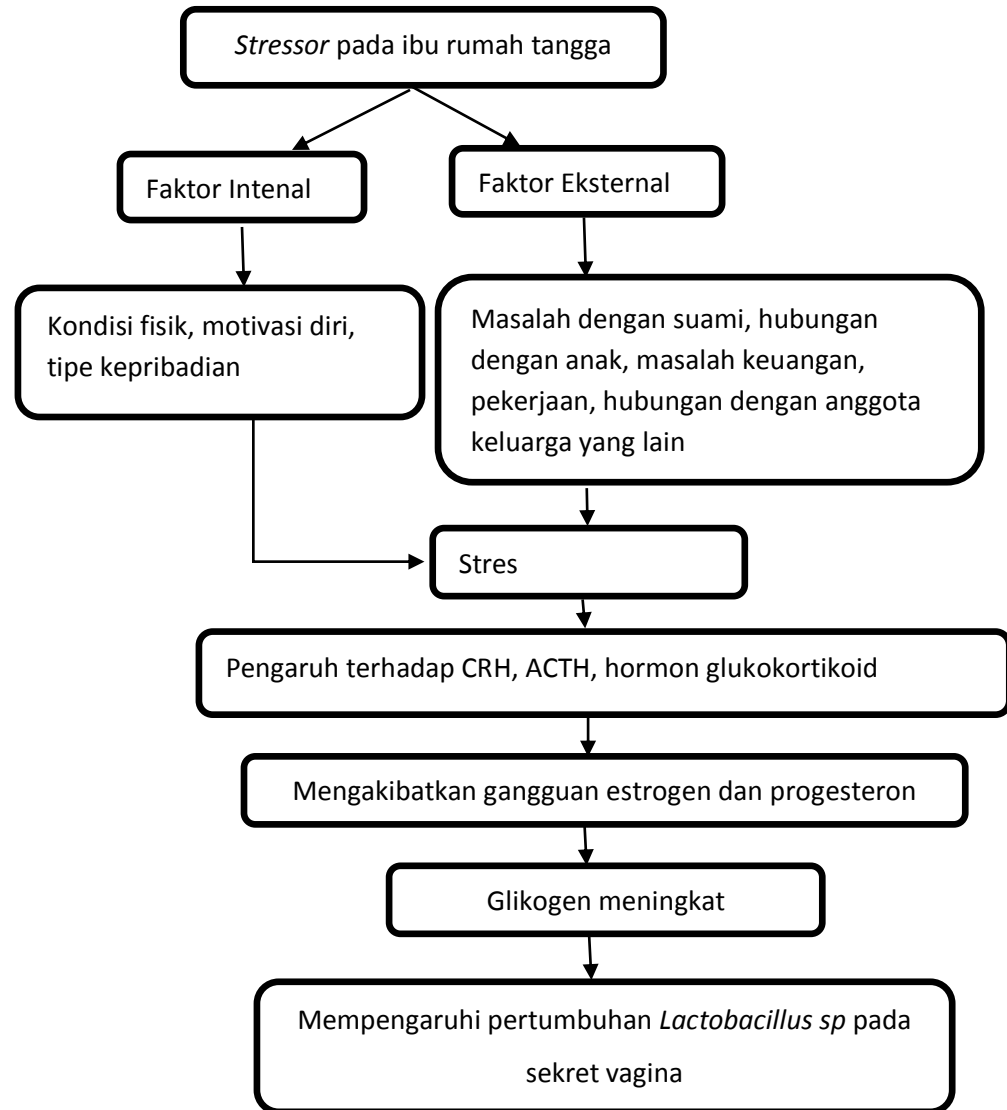 Stressor pada ibu rumah tangga
Faktor Intenal
Faktor Eksternal
Kondisi fisik, motivasi diri,
tipe kepribadian
Masalah dengan suami, hubungan
dengan anak, masalah keuangan,
pekerjaan, hubungan dengan anggota
keluarga yang lain
Stres
Pengaruh terhadap CRH, ACTH, hormon glukokortikoid
Mengakibatkan gangguan estrogen dan progesteron
Glikogen meningkat
Mempengaruhi pertumbuhan Lactobacillus sp pada
sekret vagina